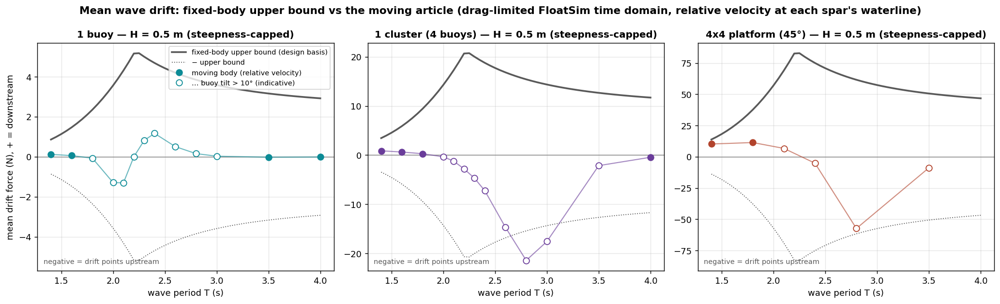 Mean wave drift: fixed-body upper bound vs the moving article (drag-limited FloatSim time domain, relative velocity at each spar's waterline)
1 buoy — H = 0.5 m (steepness-capped)
fixed-body upper bound (design basis)
− upper bound
moving body (relative velocity)
... buoy tilt > 10° (indicative)
mean drift force (N), + = downstream
4
2
0
−2
−4
negative = drift points upstream
1.5 2.0 2.5 3.0 3.5 4.0
wave period T (s)
1 cluster (4 buoys) — H = 0.5 m (steepness-capped)
20
10
0
−10
−20
negative = drift points upstream
1.5 2.0 2.5 3.0 3.5 4.0
wave period T (s)
4x4 platform (45°) — H = 0.5 m (steepness-capped)
75
50
25
0
−25
−50
−75
negative = drift points upstream
1.5 2.0 2.5 3.0 3.5 4.0
wave period T (s)